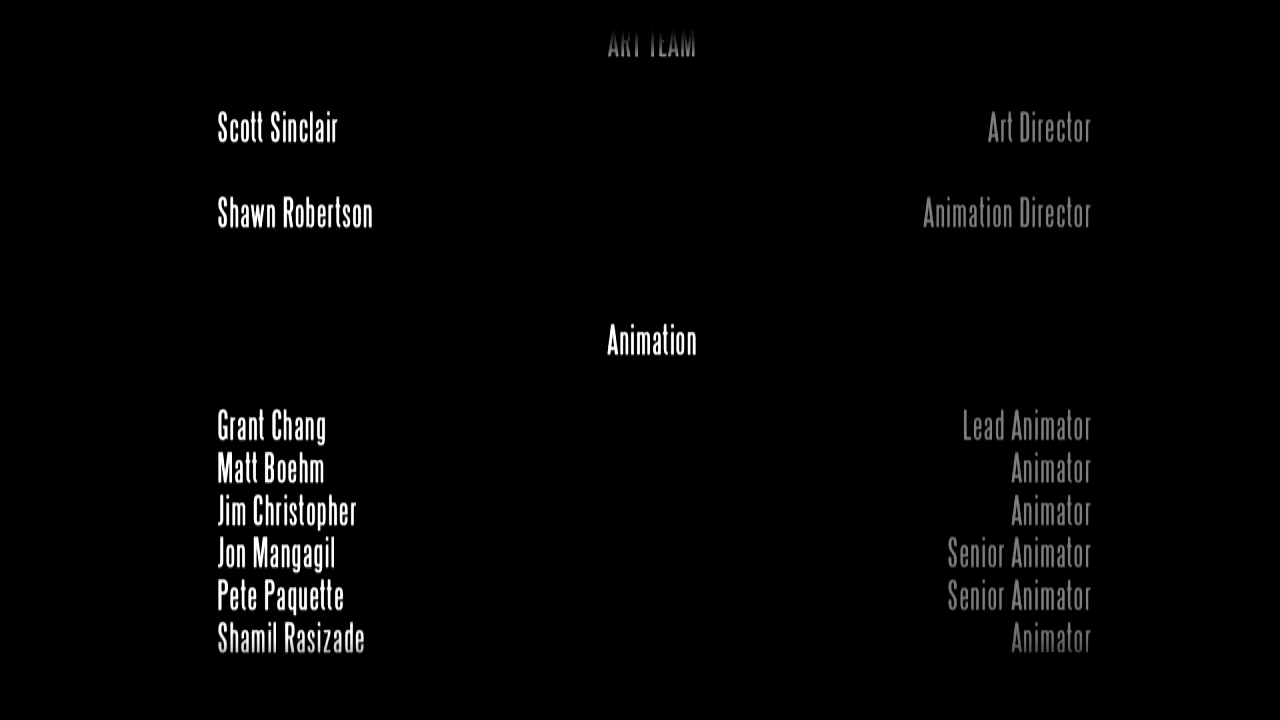 ART TEAM
Scott Sinclair Art Director
Shawn Robertson Animation Director
Animation
Grant Chang Lead Animator
Matt Boehm Animator
Jim Christopher Animator
Jon Mangagil Senior Animator
Pete Paquette Senior Animator
Shamil Rasizade Animator